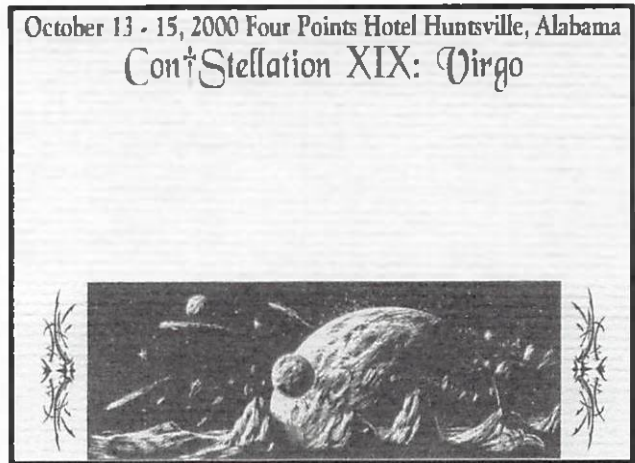 October 13 - 15, 2000 Four Points Hotel Huntsville, Alabama
Con†Stellation XIX: Virgo